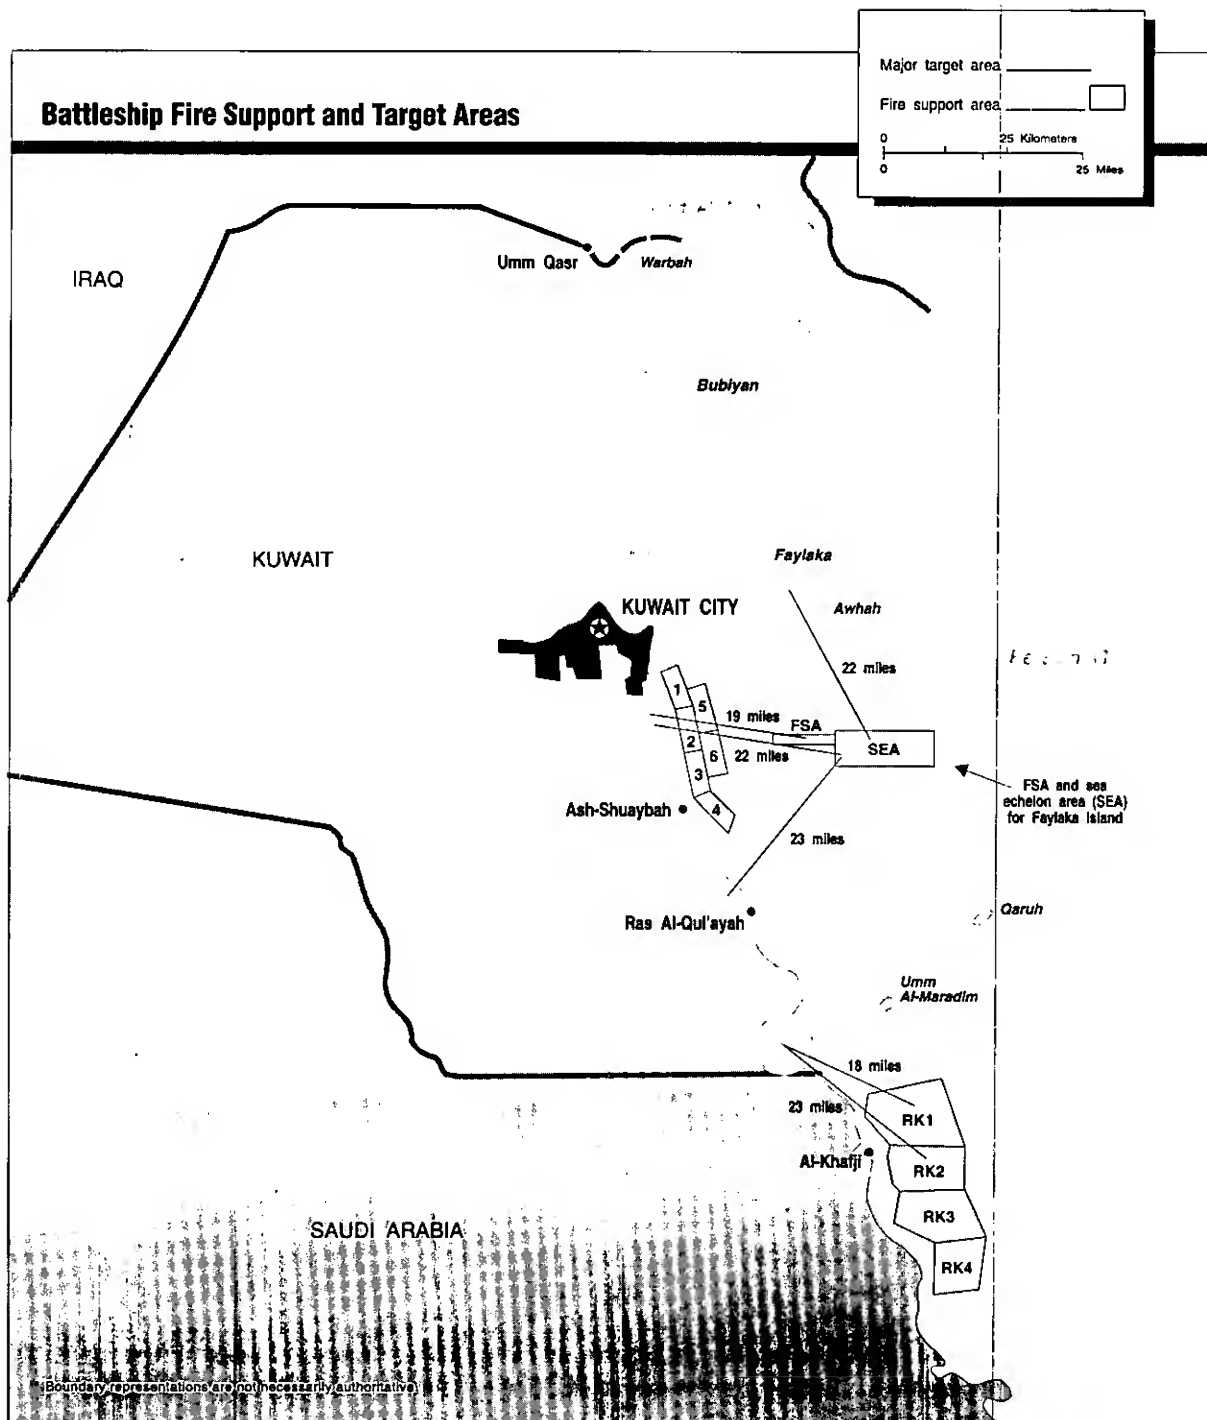 Major target area
Fire support area
0 25 Kilometers
0 25 Miles
Battleship Fire Support and Target Areas
Umm Qasr
Warbah
IRAQ
Bubiyan
KUWAIT
Faylaka
KUWAIT CITY
Awhah
22 miles
1
5
19 miles
FSA
2
22 miles
SEA
6
3
FSA and sea
echelon area (SEA)
for Faylaka Island
Ash-Shuaybah
4
23 miles
Qaruh
Ras Al-Qul'ayah
Umm
Al-Maradim
18 miles
23 miles
RK1
Al-Khafji
RK2
RK3
SAUDI ARABIA
RK4
(Boundary representations are not necessarily authoritative)